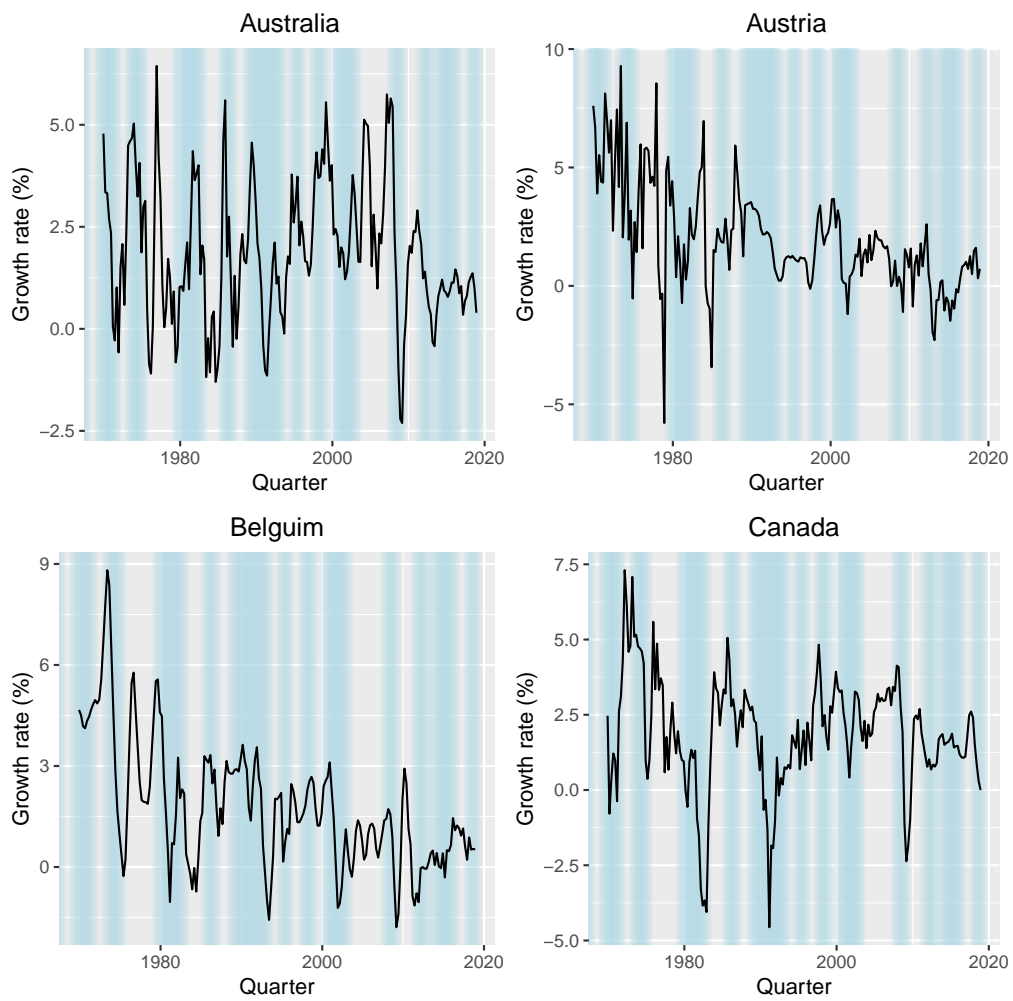 Australia
Growth rate (%)
5.0
2.5
0.0
−2.5
1980
2000
2020
Quarter
Austria
Growth rate (%)
10
5
0
−5
1980
2000
2020
Quarter
Belguim
Growth rate (%)
9
6
3
0
1980
2000
2020
Quarter
Canada
Growth rate (%)
7.5
5.0
2.5
0.0
−2.5
−5.0
1980
2000
2020
Quarter